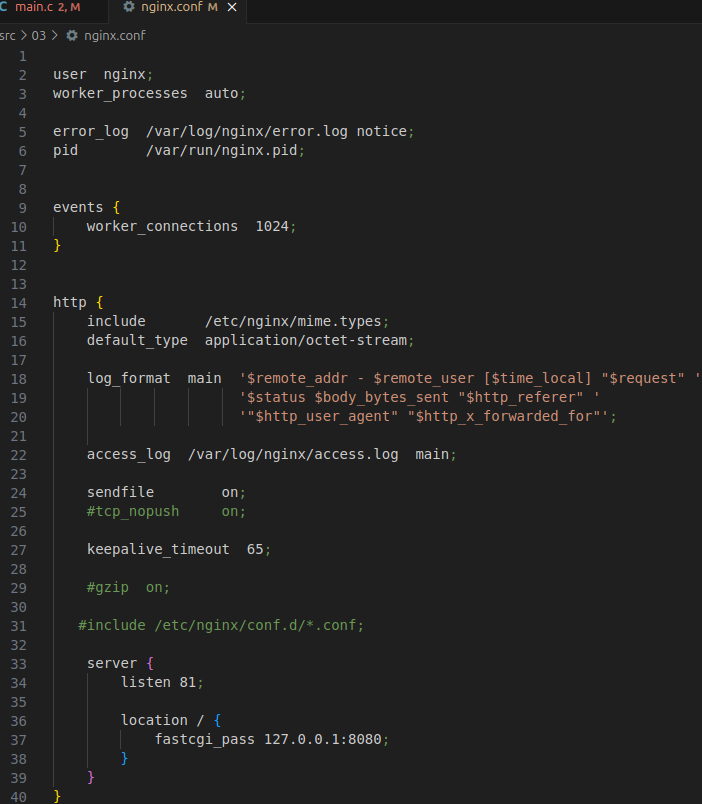 main.c 2, M nginx.conf M
src > 03 > nginx.conf
1
2 user  nginx;
3 worker_processes  auto;
4
5 error_log  /var/log/nginx/error.log notice;
6 pid        /var/run/nginx.pid;
7
8
9 events {
10     worker_connections  1024;
11 }
12
13
14 http {
15     include       /etc/nginx/mime.types;
16     default_type  application/octet-stream;
17
18     log_format  main  '$remote_addr - $remote_user [$time_local] "$request" '
19                       '$status $body_bytes_sent "$http_referer" '
20                       '"$http_user_agent" "$http_x_forwarded_for"';
21
22     access_log  /var/log/nginx/access.log  main;
23
24     sendfile        on;
25     #tcp_nopush     on;
26
27     keepalive_timeout  65;
28
29     #gzip  on;
30
31    #include /etc/nginx/conf.d/*.conf;
32
33     server {
34         listen 81;
35
36         location / {
37             fastcgi_pass 127.0.0.1:8080;
38         }
39     }
40 }